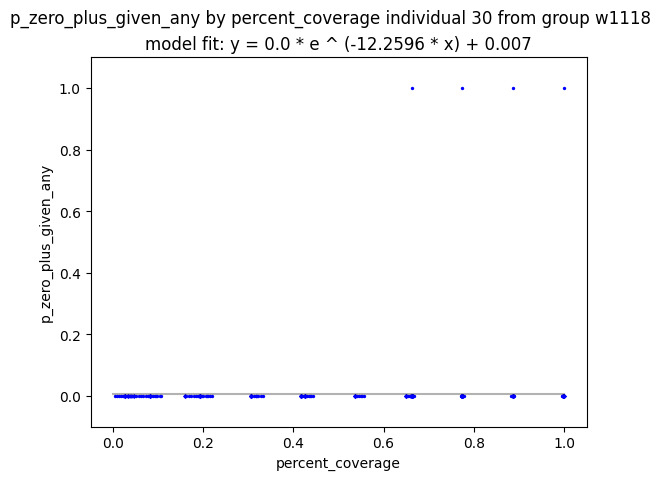 p_zero_plus_given_any by percent_coverage individual 30 from group w1118
model fit: y = 0.0 * e ^ (-12.2596 * x) + 0.007
1.0
0.8
0.6
0.4
0.2
0.0
p_zero_plus_given_any
0.0 0.2 0.4 0.6 0.8 1.0
percent_coverage